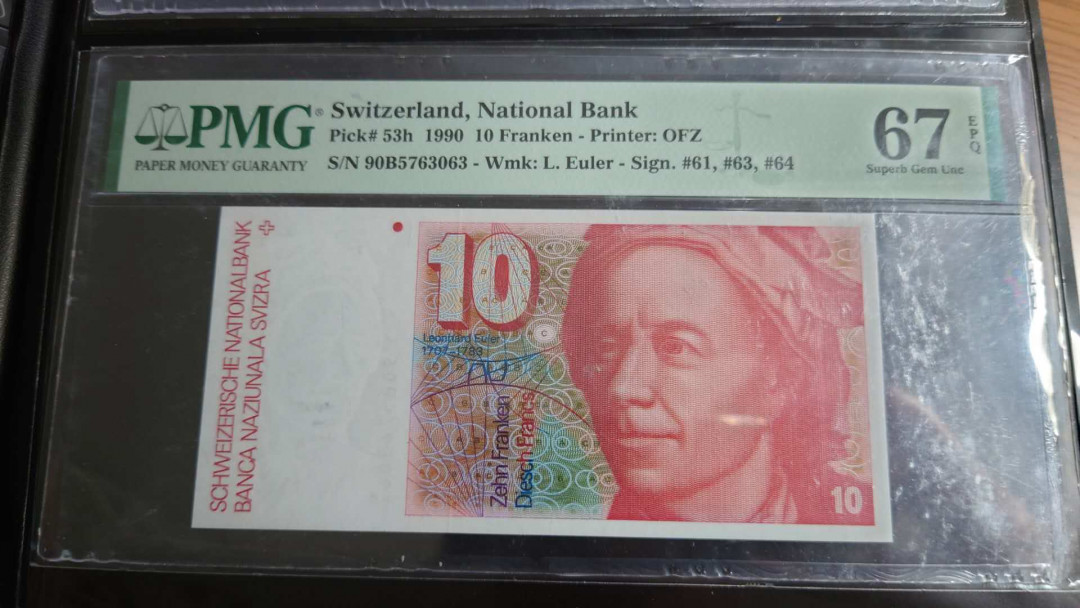 PMG®
PAPER MONEY GUARANTY
Switzerland, National Bank
Pick# 53h 1990 10 Franken - Printer: OFZ
S/N 90B5763063 - Wmk: L. Euler - Sign. #61, #63, #64
67
EPQ
Superb Gem Unc
SCHWEIZERISCHE NATIONALBANK
BANCA NAZIUNALA SVIZRA
10
Leonhard Euler
1707-1783
Zehn Franken
Diesch Francs
10